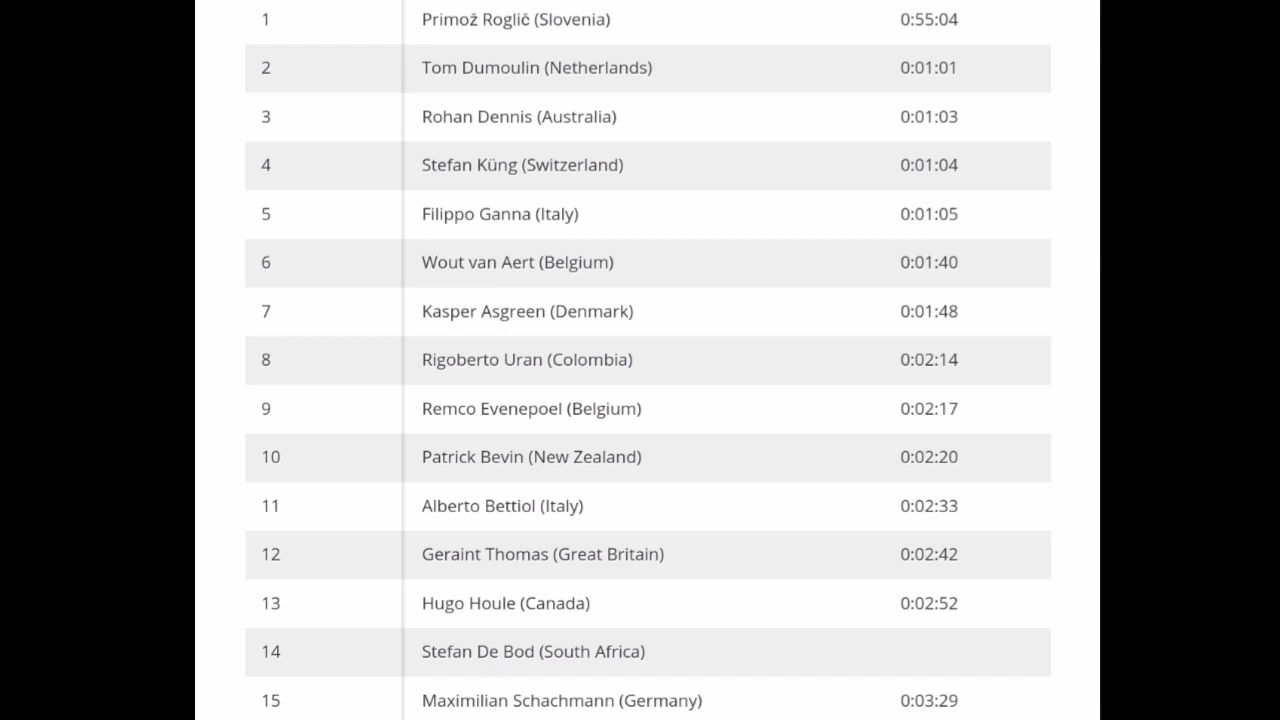 1 Primož Roglič (Slovenia) 0:55:04
2 Tom Dumoulin (Netherlands) 0:01:01
3 Rohan Dennis (Australia) 0:01:03
4 Stefan Küng (Switzerland) 0:01:04
5 Filippo Ganna (Italy) 0:01:05
6 Wout van Aert (Belgium) 0:01:40
7 Kasper Asgreen (Denmark) 0:01:48
8 Rigoberto Uran (Colombia) 0:02:14
9 Remco Evenepoel (Belgium) 0:02:17
10 Patrick Bevin (New Zealand) 0:02:20
11 Alberto Bettiol (Italy) 0:02:33
12 Geraint Thomas (Great Britain) 0:02:42
13 Hugo Houle (Canada) 0:02:52
14 Stefan De Bod (South Africa)
15 Maximilian Schachmann (Germany) 0:03:29